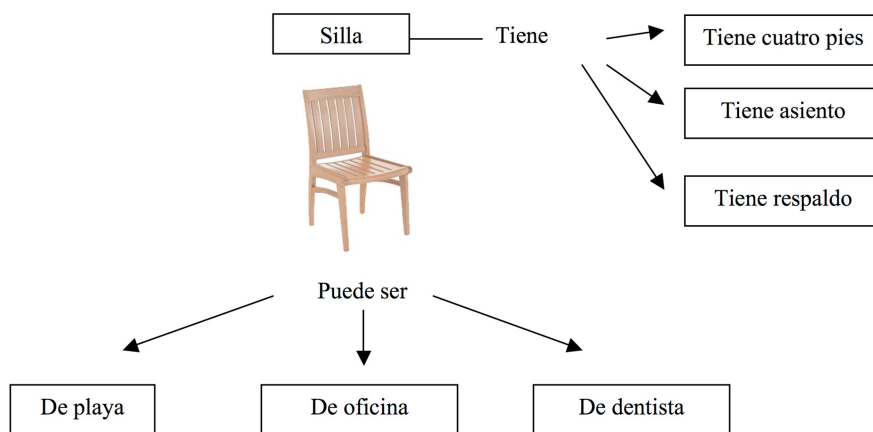 Silla
Tiene
Tiene cuatro pies
Tiene asiento
Tiene respaldo
Puede ser
De playa
De oficina
De dentista